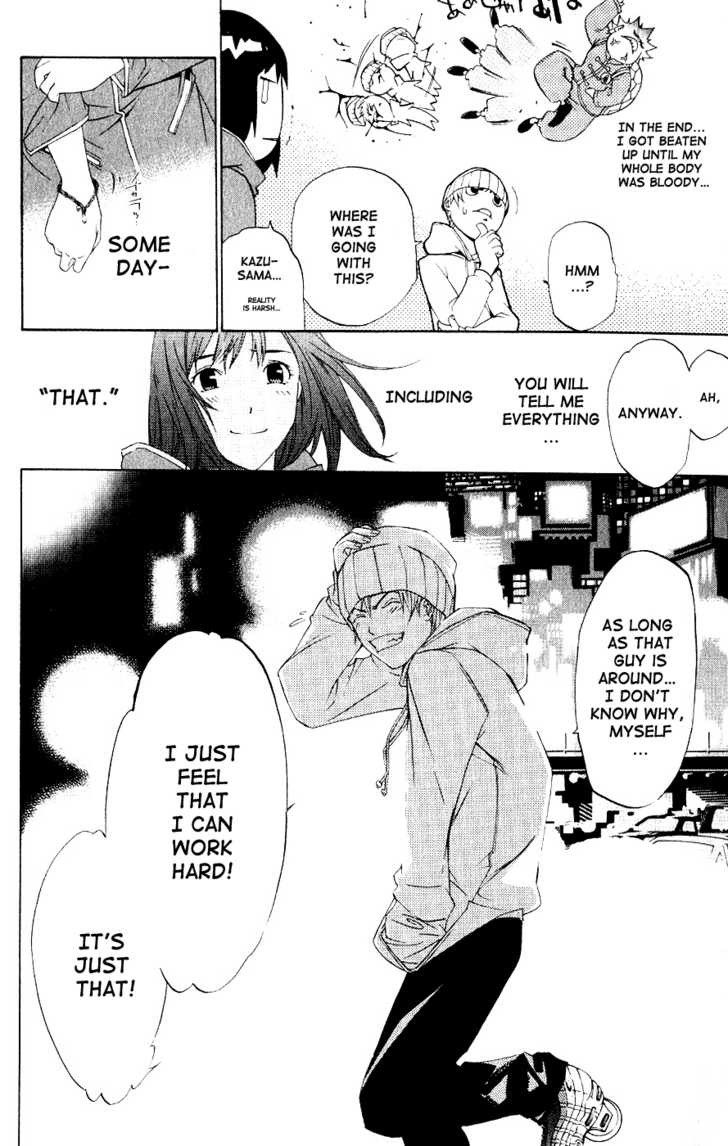 IN THE END...
I GOT BEATEN
UP UNTIL MY
WHOLE BODY
WAS BLOODY...
HMM
...?
WHERE
WAS I
GOING
WITH
THIS?
KAZU-
SAMA...
REALITY
IS HARSH...
SOME
DAY-
AH,
ANYWAY.
YOU WILL
TELL ME
EVERYTHING
...
INCLUDING
"THAT."
AS LONG
AS THAT
GUY IS
AROUND...
I DON'T
KNOW WHY,
MYSELF
...
I JUST
FEEL
THAT
I CAN
WORK
HARD!
IT'S
JUST
THAT!